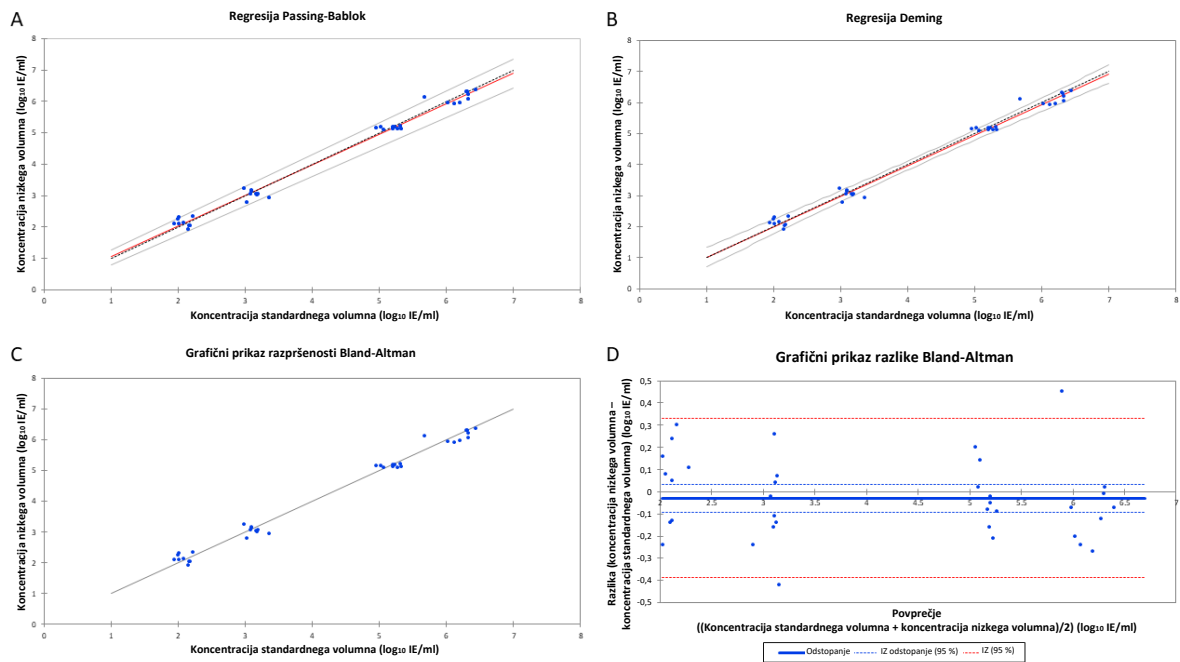 A
Regresija Passing-Bablok
Koncentracija nizkega volumna (log₁₀ IE/ml)
8
7
6
5
4
3
2
1
0
0 1 2 3 4 5 6 7 8
Koncentracija standardnega volumna (log₁₀ IE/ml)
B
Regresija Deming
Koncentracija nizkega volumna (log₁₀ IE/ml)
8
7
6
5
4
3
2
1
0
0 1 2 3 4 5 6 7 8
Koncentracija standardnega volumna (log₁₀ IE/ml)
C
Grafični prikaz razpršenosti Bland-Altman
Koncentracija nizkega volumna (log₁₀ IE/ml)
8
7
6
5
4
3
2
1
0
0 1 2 3 4 5 6 7 8
Koncentracija standardnega volumna (log₁₀ IE/ml)
D
Grafični prikaz razlike Bland-Altman
Razlika (koncentracija nizkega volumna –
koncentracija standardnega volumna) (log₁₀ IE/ml)
0,5
0,4
0,3
0,2
0,1
0
-0,1
-0,2
-0,3
-0,4
-0,5
2 2.5 3 3.5 4 4.5 5 5.5 6 6.5 7
Povprečje
((Koncentracija standardnega volumna + koncentracija nizkega volumna)/2) (log₁₀ IE/ml)
Odstopanje IZ odstopanje (95 %) IZ (95 %)